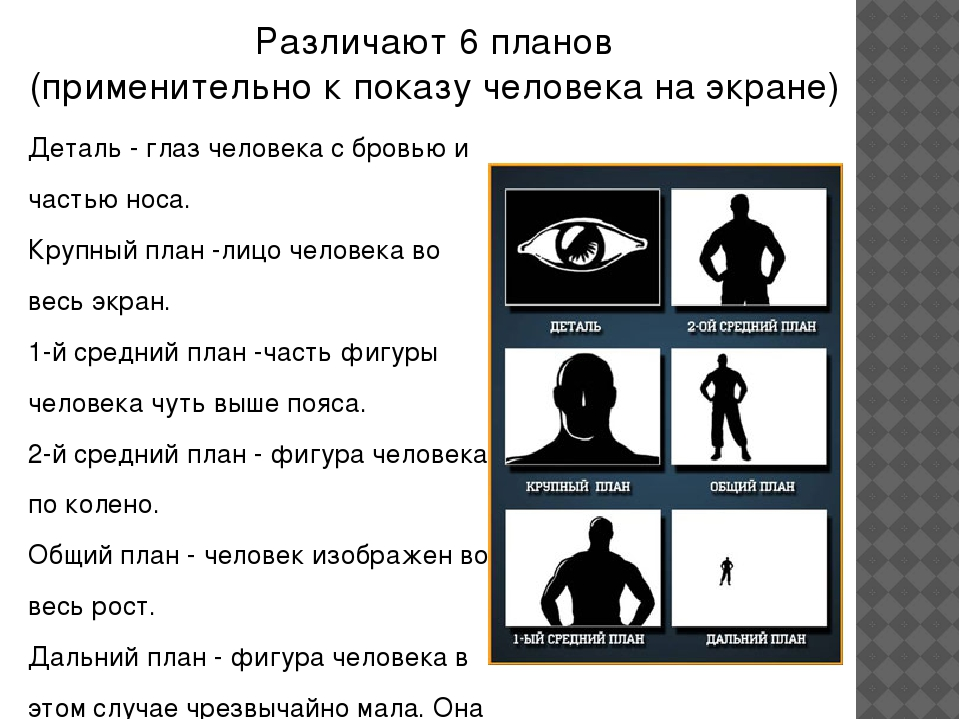 Различают 6 планов
(применительно к показу человека на экране)
Деталь - глаз человека с бровью и
частью носа.
Крупный план -лицо человека во
весь экран.
1-й средний план -часть фигуры
человека чуть выше пояса.
2-й средний план - фигура человека
по колено.
Общий план - человек изображен во
весь рост.
Дальний план - фигура человека в
этом случае чрезвычайно мала. Она
ДЕТАЛЬ
2-ОЙ СРЕДНИЙ ПЛАН
КРУПНЫЙ ПЛАН
ОБЩИЙ ПЛАН
1-ЫЙ СРЕДНИЙ ПЛАН
ДАЛЬНИЙ ПЛАН